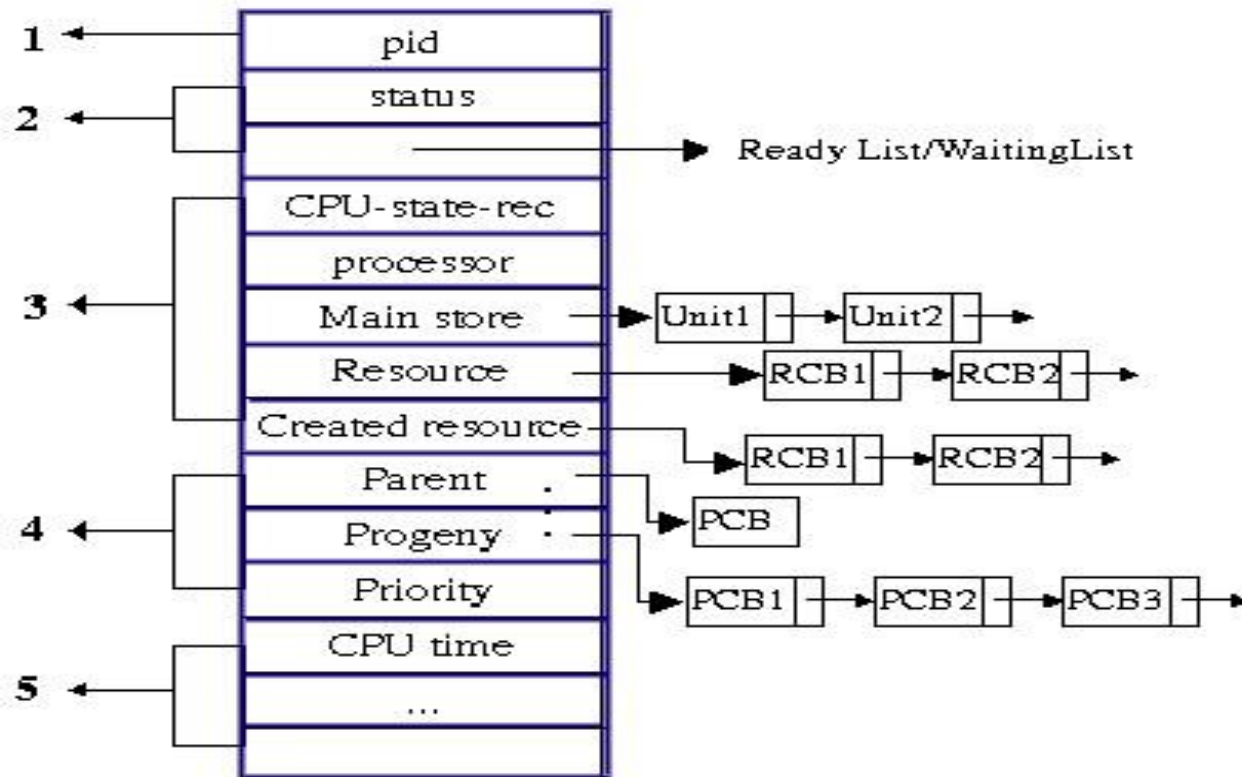 1
pid
2
status
Ready List/WaitingList
3
CPU-state-rec
processor
Main store
Unit1
Unit2
Resource
RCB1
RCB2
Created resource
RCB1
RCB2
4
Parent
PCB
Progeny
PCB1
PCB2
PCB3
Priority
5
CPU time
...